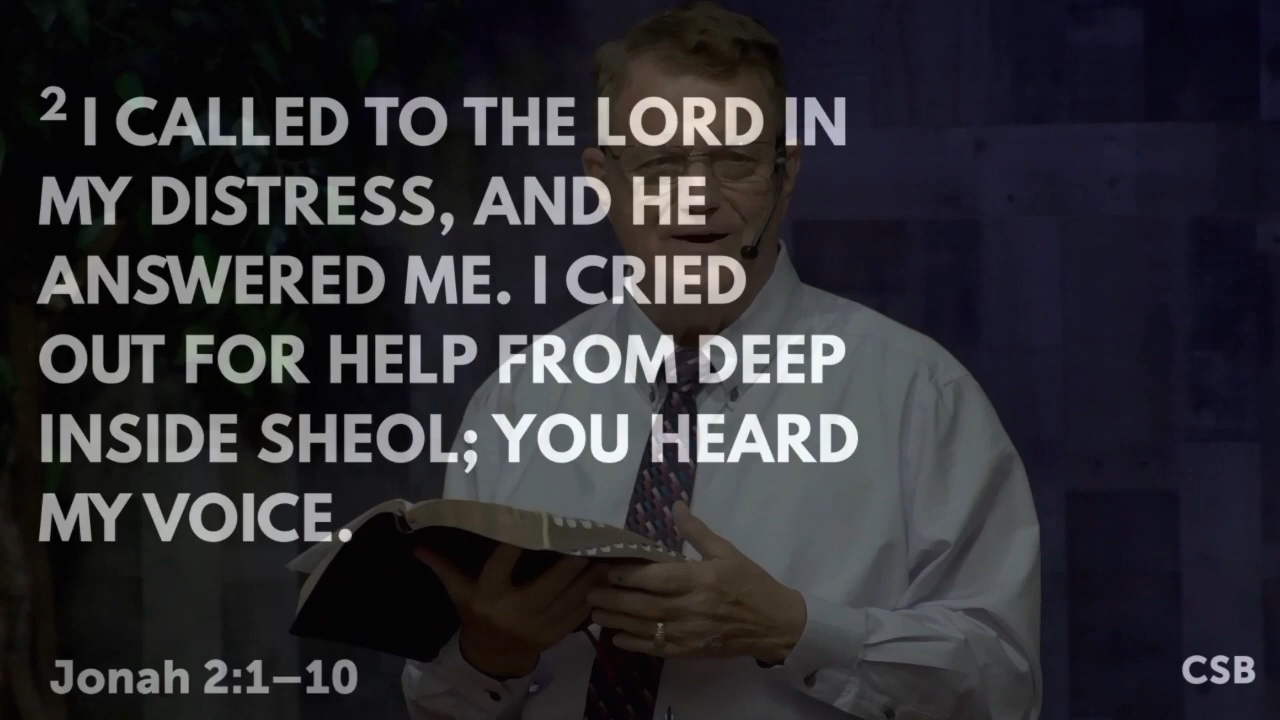 2 I CALLED TO THE LORD IN
MY DISTRESS, AND HE
ANSWERED ME. I CRIED
OUT FOR HELP FROM DEEP
INSIDE SHEOL; YOU HEARD
MY VOICE.
Jonah 2:1–10
CSB